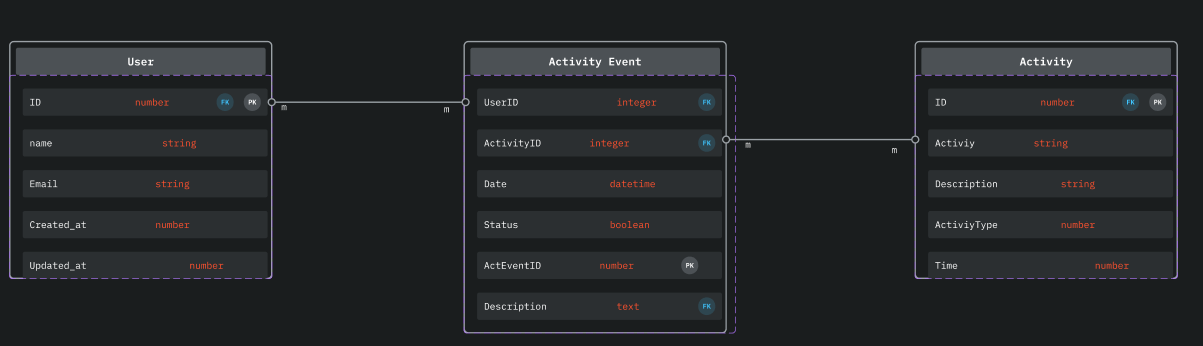 User
ID number FK PK
name string
Email string
Created_at number
Updated_at number
m
m
Activity Event
UserID integer FK
ActivityID integer FK
Date datetime
Status boolean
ActEventID number PK
Description text FK
m
m
Activity
ID number FK PK
Activiy string
Description string
ActiviyType number
Time number